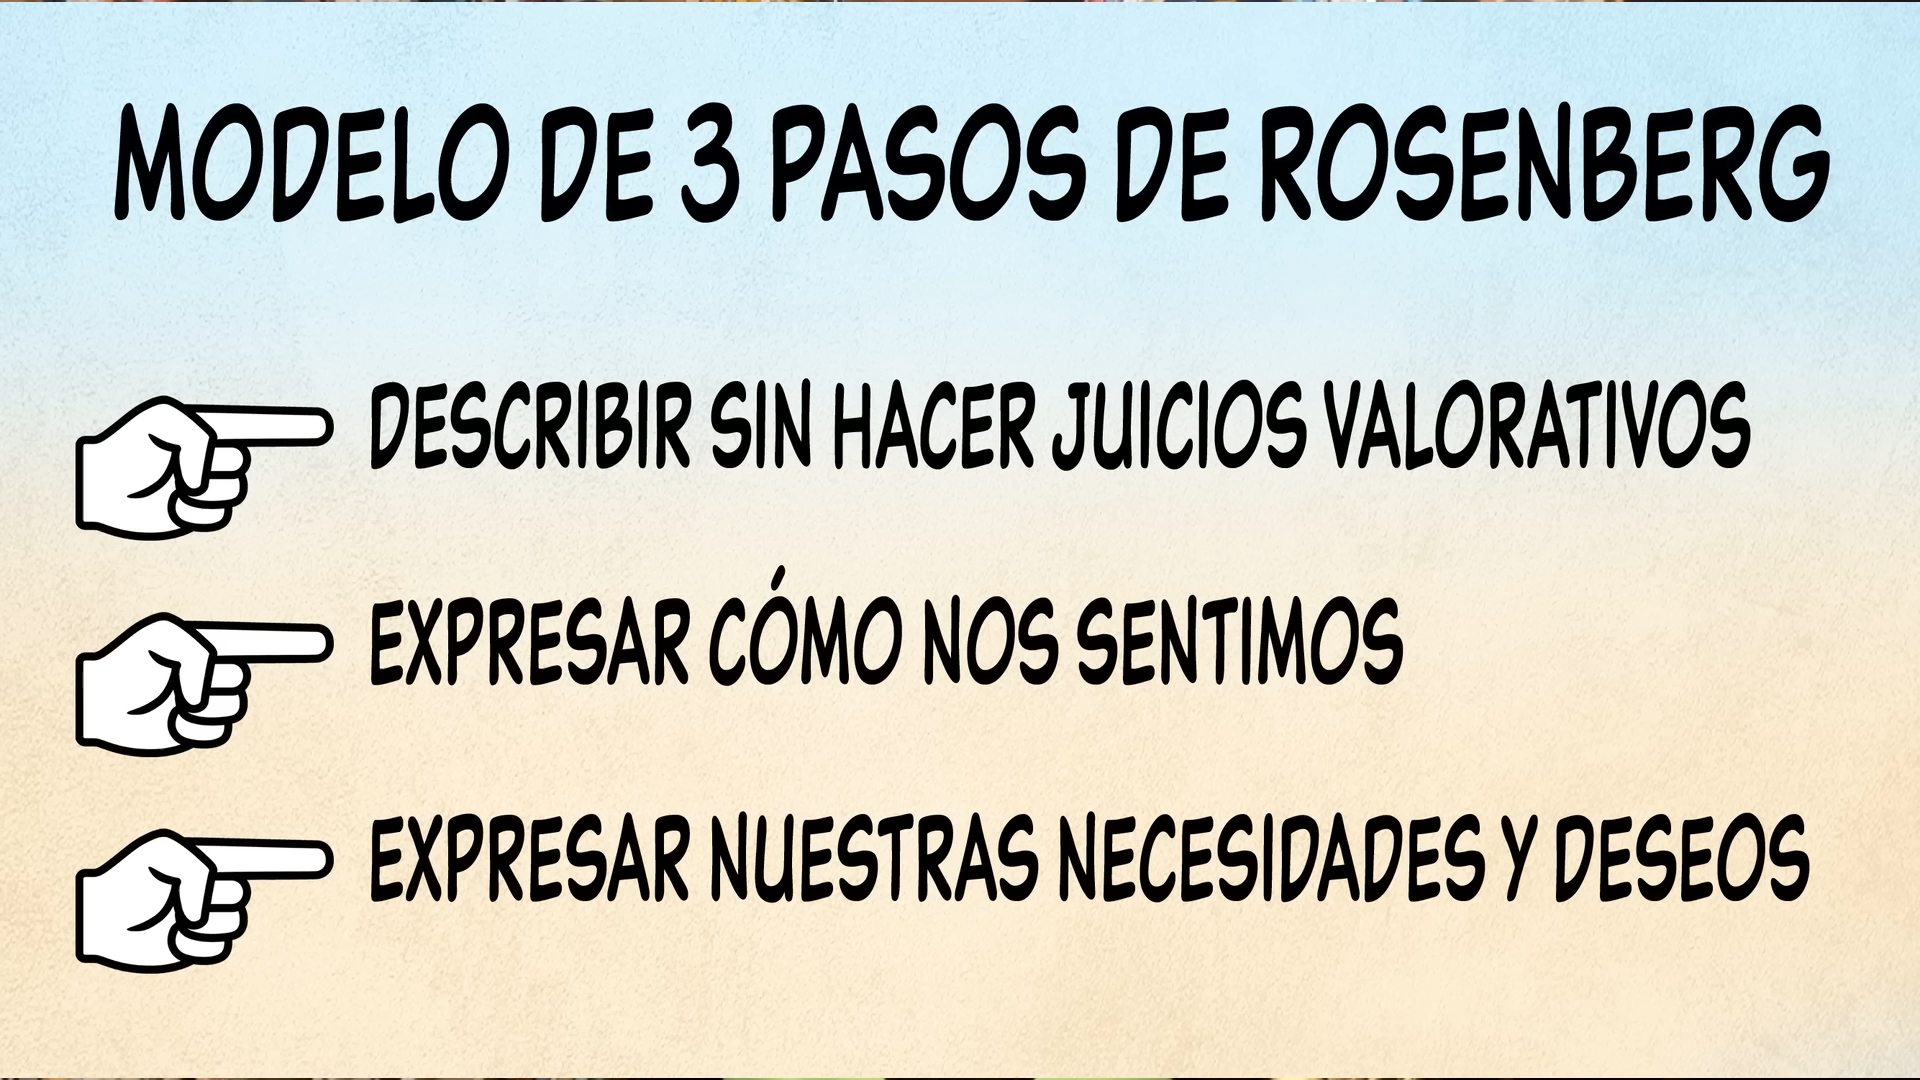 MODELO DE 3 PASOS DE ROSENBERG
DESCRIBIR SIN HACER JUICIOS VALORATIVOS
EXPRESAR CÓMO NOS SENTIMOS
EXPRESAR NUESTRAS NECESIDADES Y DESEOS